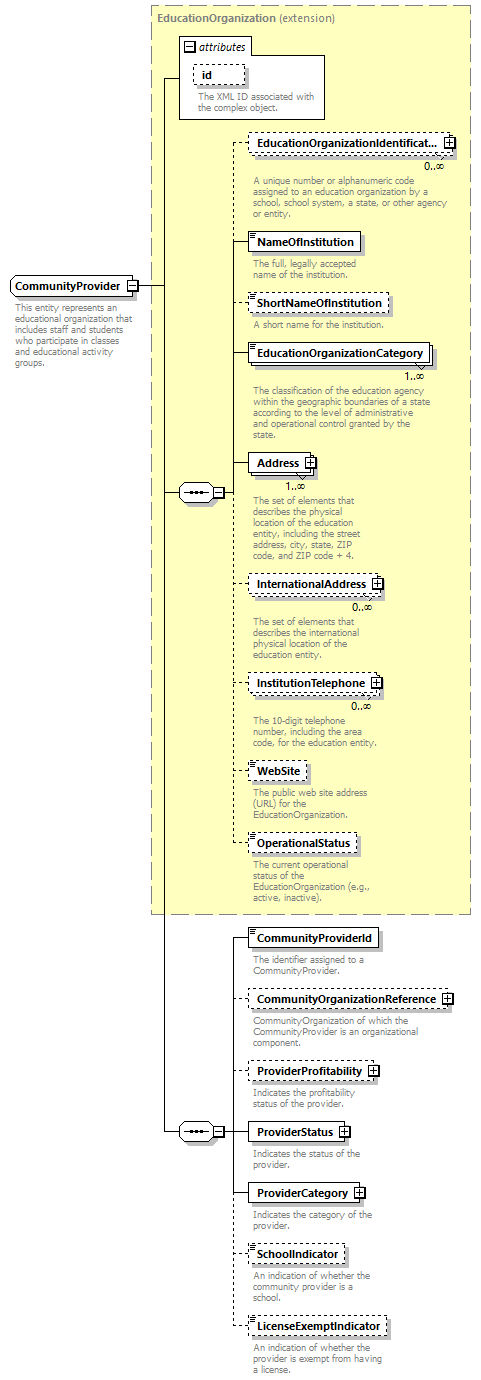 EducationOrganization (extension)
attributes
id
The XML ID associated with
the complex object.
EducationOrganizationIdentificat...
0..∞
A unique number or alphanumeric code
assigned to an education organization by a
school, school system, a state, or other agency
or entity.
NameOfInstitution
The full, legally accepted
name of the institution.
CommunityProvider
This entity represents an
educational organization that
includes staff and students
who participate in classes
and educational activity
groups.
ShortNameOfInstitution
A short name for the institution.
EducationOrganizationCategory
1..∞
The classification of the education agency
within the geographic boundaries of a state
according to the level of administrative
and operational control granted by the
state.
Address
1..∞
The set of elements that
describes the physical
location of the education
entity, including the street
address, city, state, ZIP
code, and ZIP code + 4.
InternationalAddress
0..∞
The set of elements that
describes the international
physical location of the
education entity.
InstitutionTelephone
0..∞
The 10-digit telephone
number, including the area
code, for the education entity.
WebSite
The public web site address
(URL) for the
EducationOrganization.
OperationalStatus
The current operational
status of the
EducationOrganization (e.g.,
active, inactive).
CommunityProviderId
The identifier assigned to a
CommunityProvider.
CommunityOrganizationReference
CommunityOrganization of which the
CommunityProvider is an organizational
component.
ProviderProfitability
Indicates the profitability
status of the provider.
ProviderStatus
Indicates the status of the
provider.
ProviderCategory
Indicates the category of the
provider.
SchoolIndicator
An indication of whether the
community provider is a
school.
LicenseExemptIndicator
An indication of whether the
provider is exempt from having
a license.